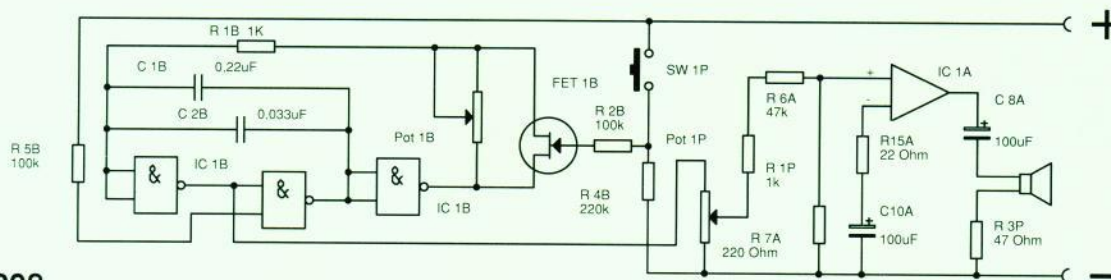 +
R 1B 1K
C 1B 0,22uF
C 2B 0,033uF
R 5B
100k
&
IC 1B
&
&
IC 1B
Pot 1B
FET 1B
R 2B
100k
SW 1P
R 4B
220k
Pot 1P
R 6A
47k
R 1P
1k
R 7A
220 Ohm
+
-
IC 1A
R15A
22 Ohm
+
C10A
100uF
C 8A
+
100uF
R 3P
47 Ohm
−